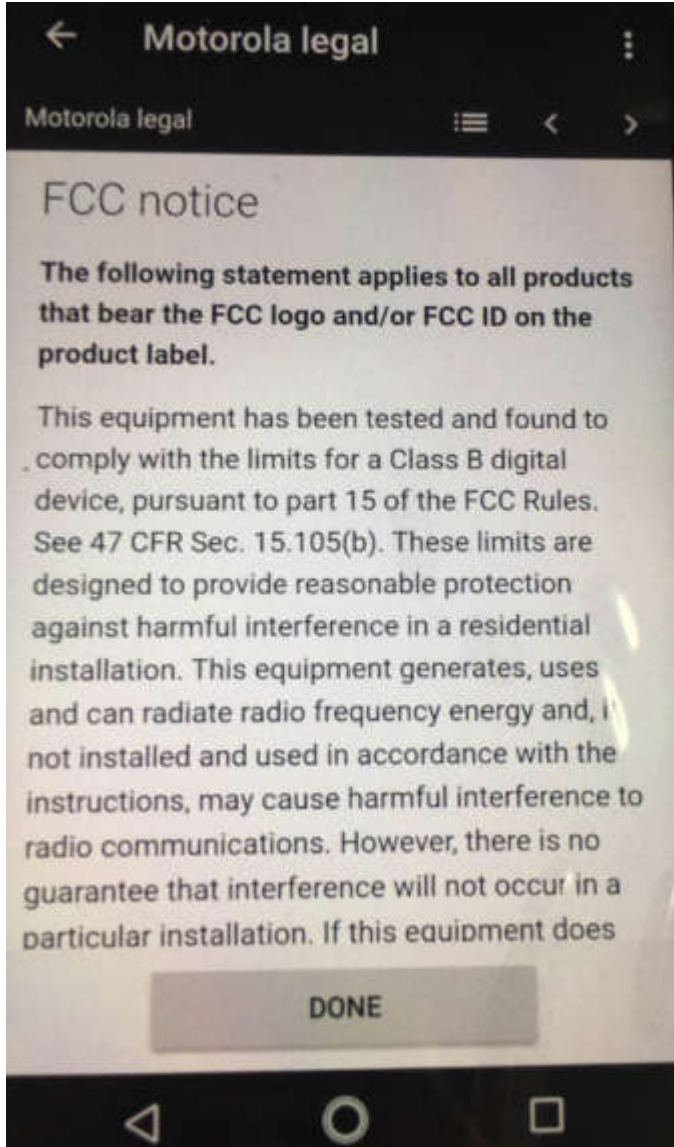 Motorola legal
Motorola legal
FCC notice
The following statement applies to all products
that bear the FCC logo and/or FCC ID on the
product label.
This equipment has been tested and found to
comply with the limits for a Class B digital
device, pursuant to part 15 of the FCC Rules.
See 47 CFR Sec. 15.105(b). These limits are
designed to provide reasonable protection
against harmful interference in a residential
installation. This equipment generates, uses
and can radiate radio frequency energy and, if
not installed and used in accordance with the
instructions, may cause harmful interference to
radio communications. However, there is no
guarantee that interference will not occur in a
particular installation. If this equipment does
DONE